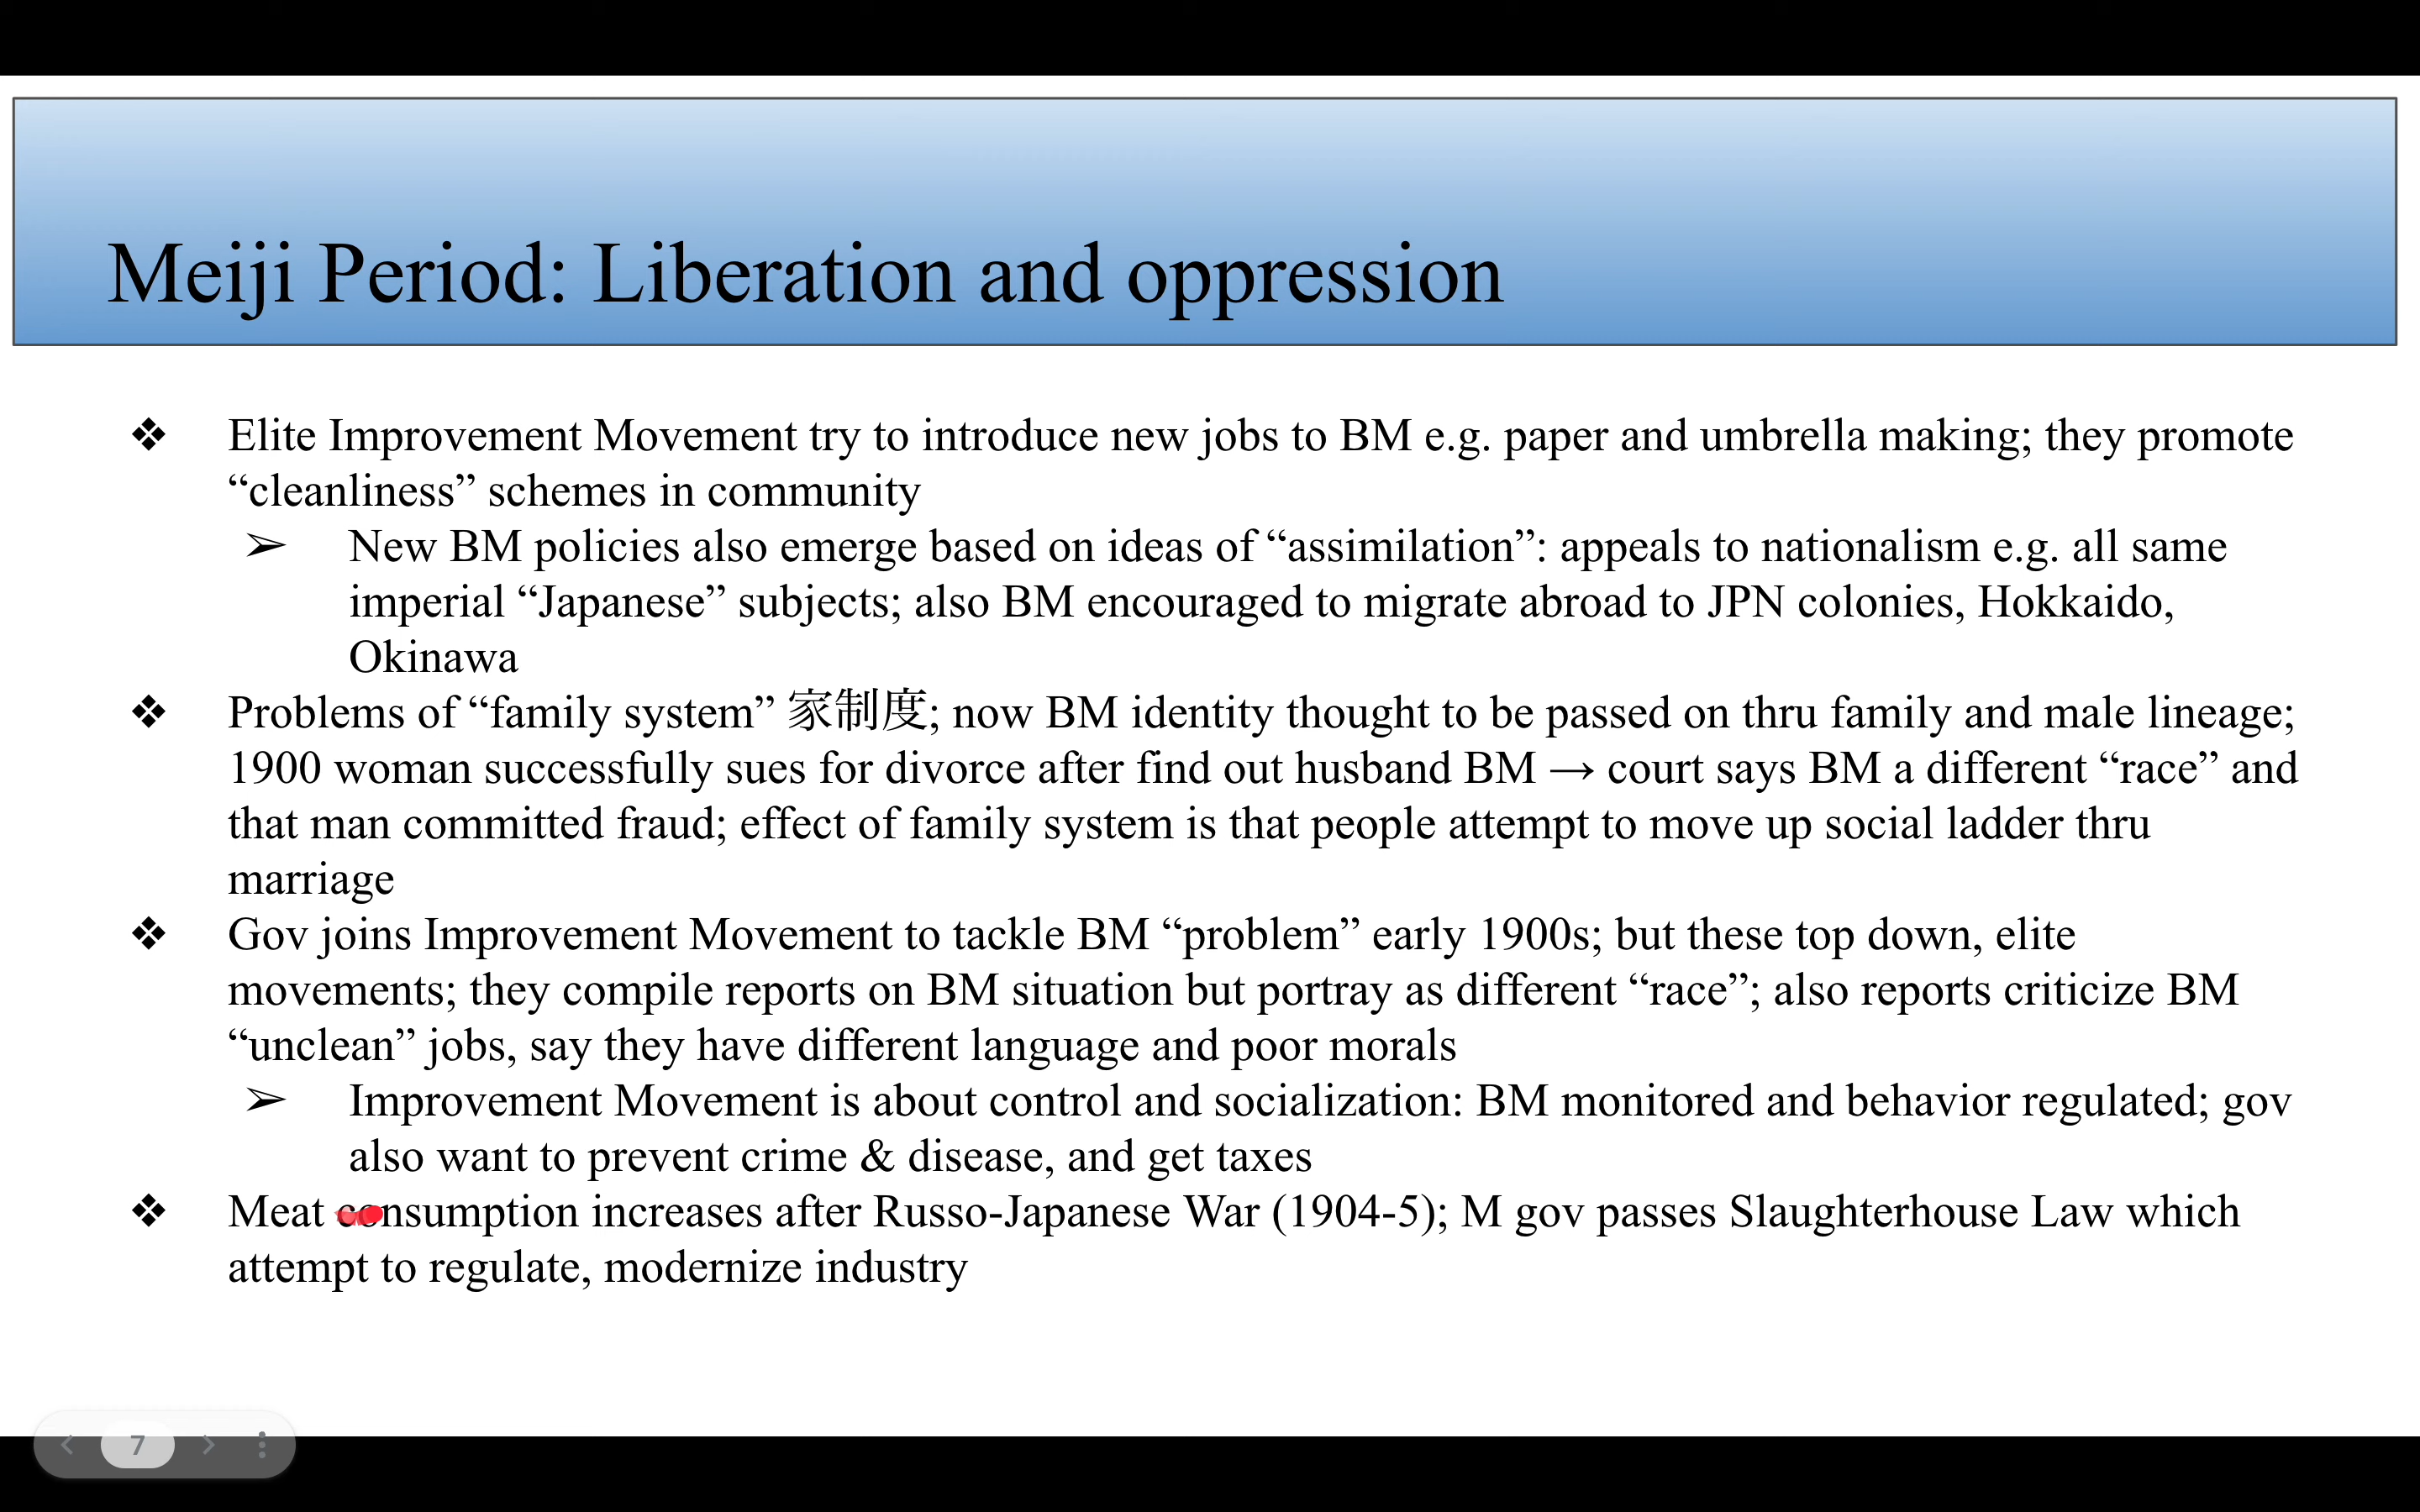 Meiji Period: Liberation and oppression
❖ Elite Improvement Movement try to introduce new jobs to BM e.g. paper and umbrella making; they promote
“cleanliness” schemes in community
➢ New BM policies also emerge based on ideas of “assimilation”: appeals to nationalism e.g. all same
imperial “Japanese” subjects; also BM encouraged to migrate abroad to JPN colonies, Hokkaido,
Okinawa
❖ Problems of “family system” 家制度; now BM identity thought to be passed on thru family and male lineage;
1900 woman successfully sues for divorce after find out husband BM → court says BM a different “race” and
that man committed fraud; effect of family system is that people attempt to move up social ladder thru
marriage
❖ Gov joins Improvement Movement to tackle BM “problem” early 1900s; but these top down, elite
movements; they compile reports on BM situation but portray as different “race”; also reports criticize BM
“unclean” jobs, say they have different language and poor morals
➢ Improvement Movement is about control and socialization: BM monitored and behavior regulated; gov
also want to prevent crime & disease, and get taxes
❖ Meat consumption increases after Russo-Japanese War (1904-5); M gov passes Slaughterhouse Law which
attempt to regulate, modernize industry
7